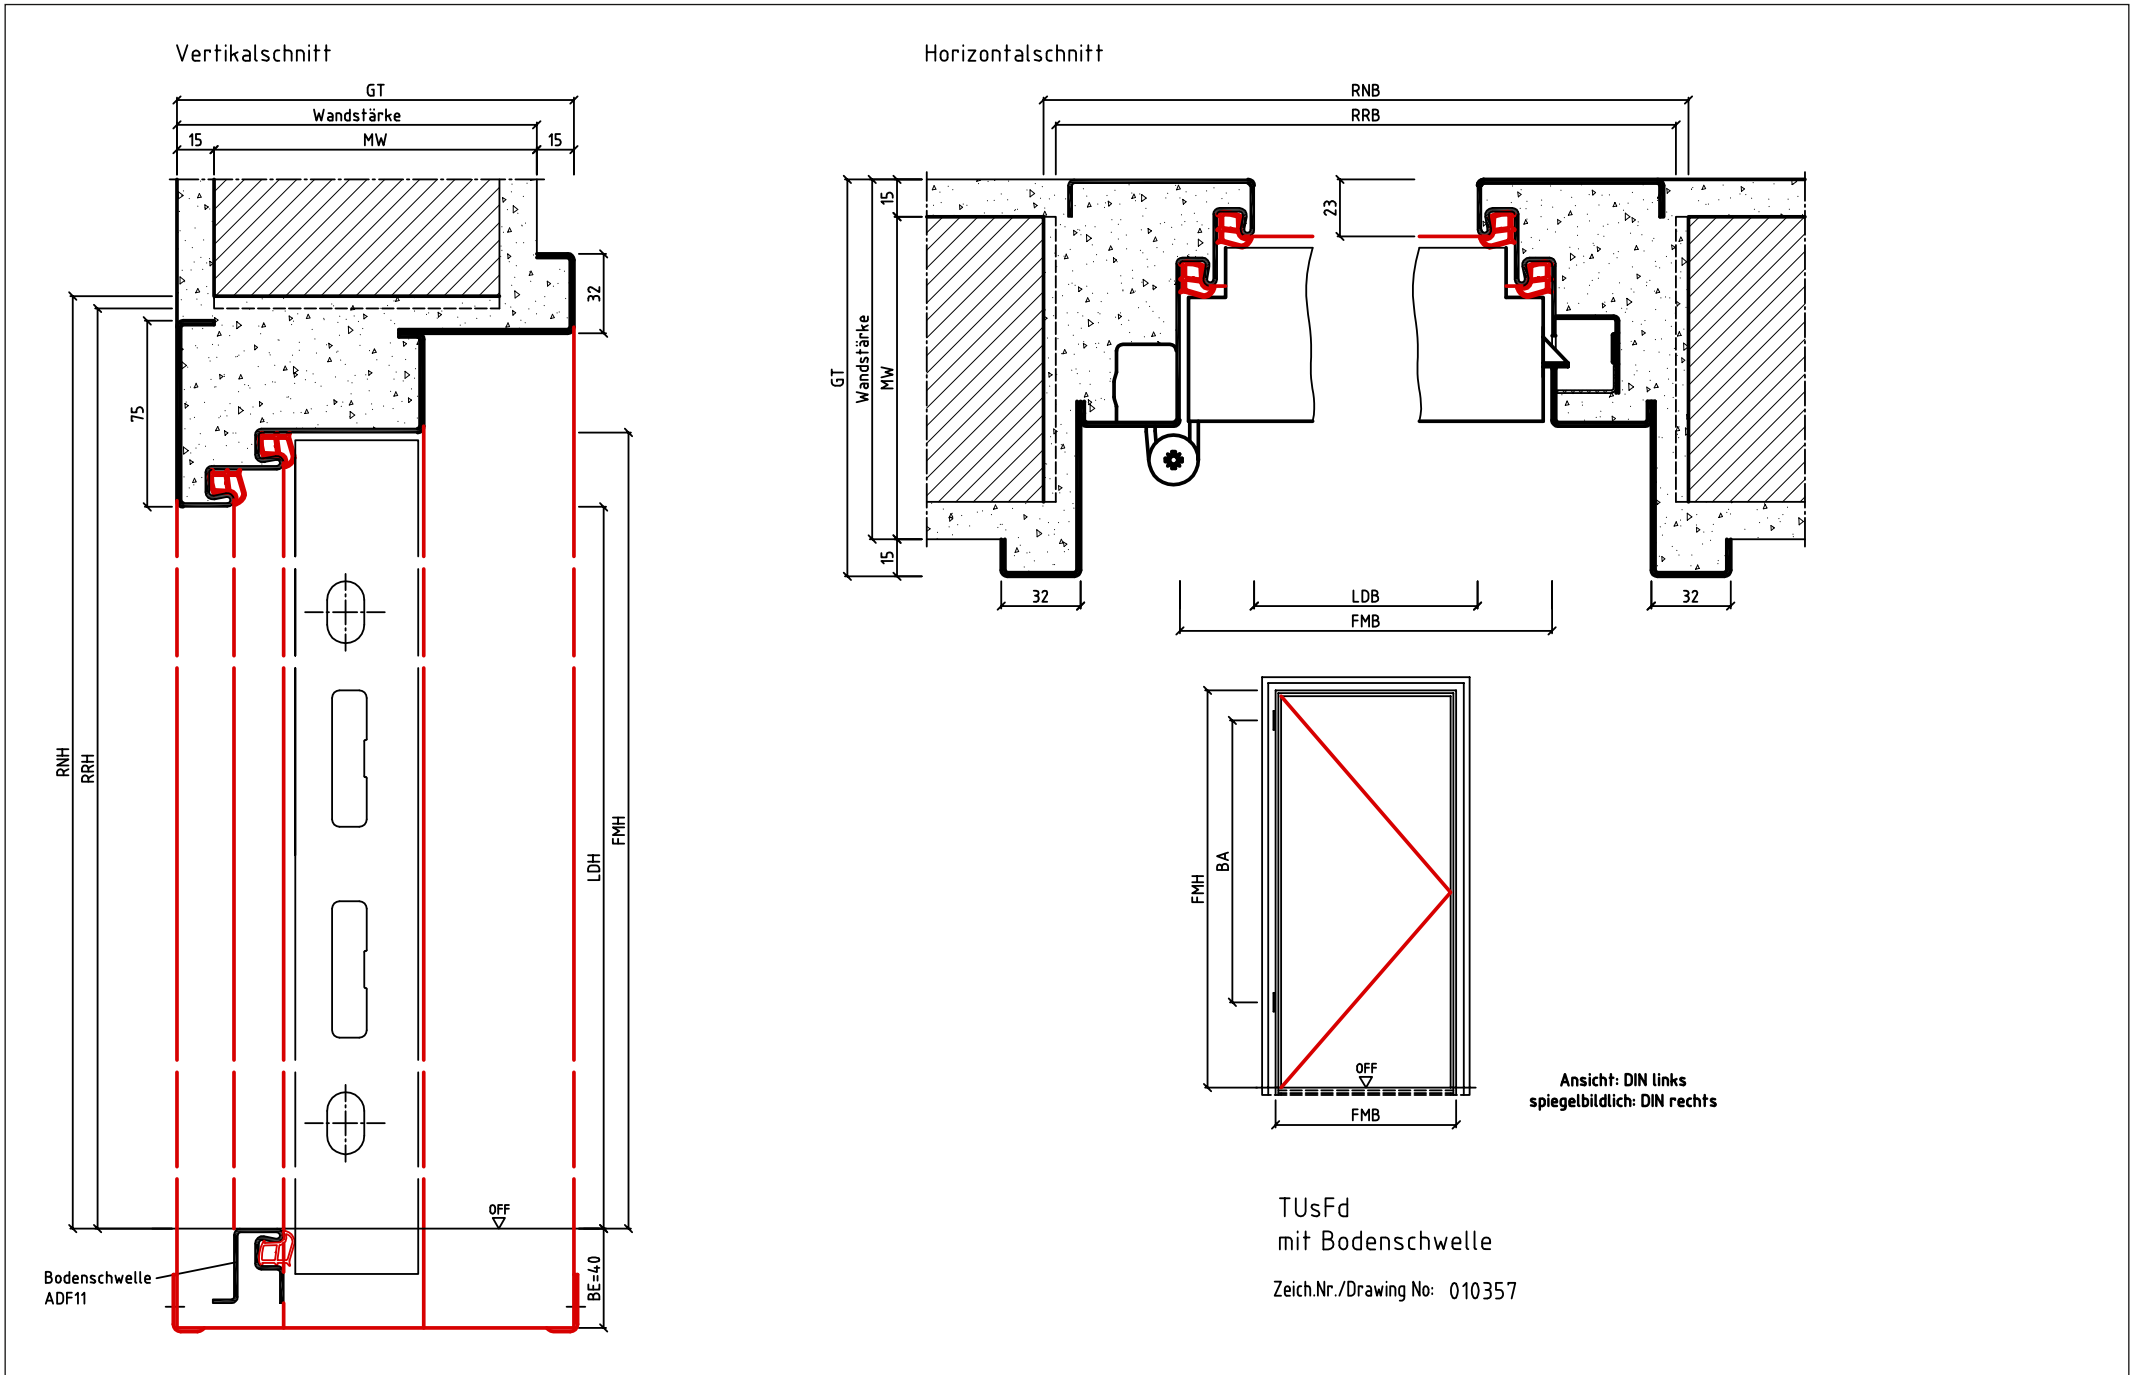 Vertikalschnitt
GT
Wandstärke
15
MW
15
32
75
RNH
RRH
LDH
FMH
OFF
Bodenschwelle
ADF11
BE=40
Horizontalschnitt
RNB
RRB
15
23
GT
Wandstärke
MW
15
32
LDB
32
FMB
FMH
BA
OFF
FMB
Ansicht: DIN links
spiegelbildlich: DIN rechts
TUsFd
mit Bodenschwelle
Zeich.Nr./Drawing No: 010357